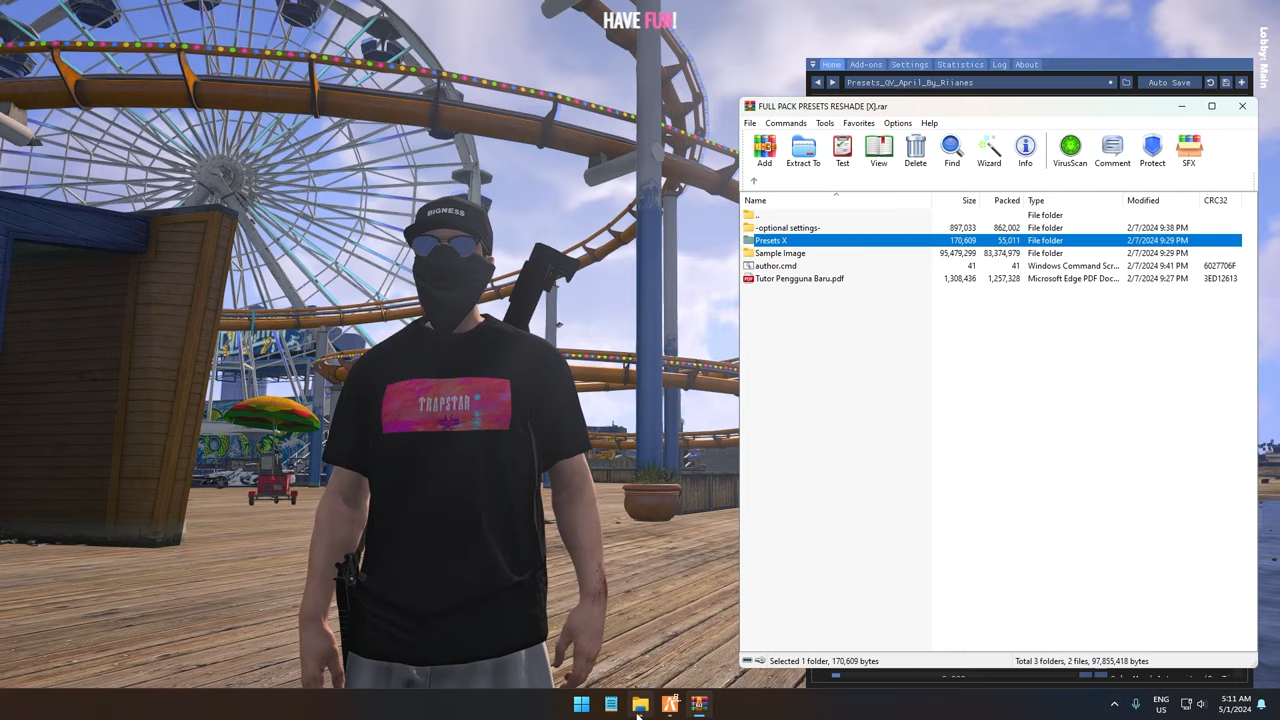 HAVE FUN!
Lobby: Main
Home Add-ons Settings Statistics Log About
Presets_QV_April_By_Riianes Auto Save
FULL PACK PRESETS RESHADE [X].rar
File Commands Tools Favorites Options Help
Add Extract To Test View Delete Find Wizard Info VirusScan Comment Protect SFX
Name Size Packed Type Modified CRC32
.. File folder
-optional settings- 897,033 862,002 File folder 2/7/2024 9:38 PM
Presets X 170,609 55,011 File folder 2/7/2024 9:29 PM
Sample Image 95,479,299 83,374,979 File folder 2/7/2024 9:29 PM
author.cmd 41 41 Windows Command Scr... 2/7/2024 9:41 PM 6027706F
Tutor Pengguna Baru.pdf 1,308,436 1,257,328 Microsoft Edge PDF Doc... 2/7/2024 9:27 PM 3ED12613
BIGNESS
TRAPSTAR
Selected 1 folder, 170,609 bytes Total 3 folders, 2 files, 97,855,418 bytes
ENG
US
5:11 AM
5/1/2024